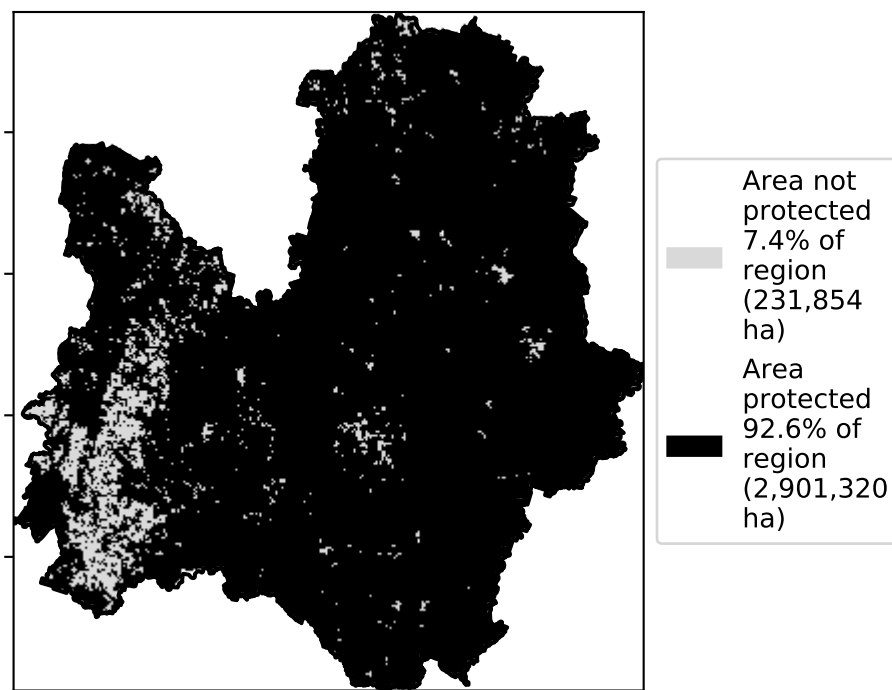 Area not
protected
7.4% of
region
(231,854
ha)
Area
protected
92.6% of
region
(2,901,320
ha)